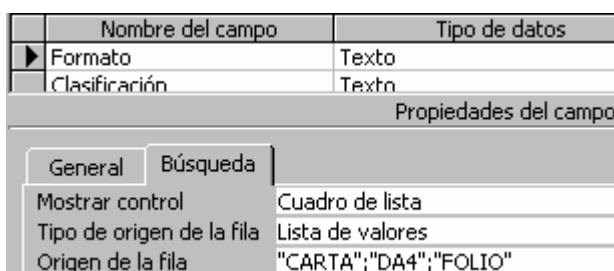 Nombre del campo Tipo de datos
Formato Texto
Clasificación Texto
Propiedades del campo
General Búsqueda
Mostrar control Cuadro de lista
Tipo de origen de la fila Lista de valores
Origen de la fila "CARTA";"DA4";"FOLIO"